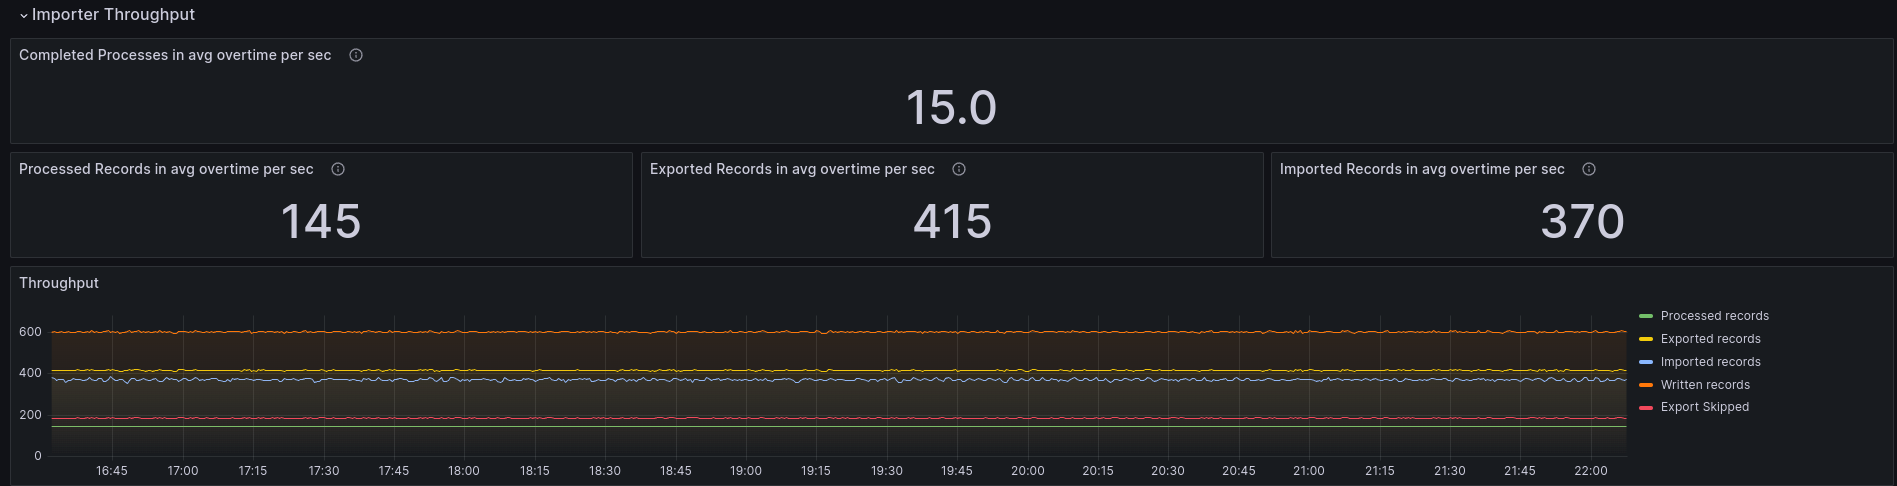 Importer Throughput
Completed Processes in avg overtime per sec
15.0
Processed Records in avg overtime per sec
145
Exported Records in avg overtime per sec
415
Imported Records in avg overtime per sec
370
Throughput
600
400
200
0
16:45 17:00 17:15 17:30 17:45 18:00 18:15 18:30 18:45 19:00 19:15 19:30 19:45 20:00 20:15 20:30 20:45 21:00 21:15 21:30 21:45 22:00
Processed records
Exported records
Imported records
Written records
Export Skipped